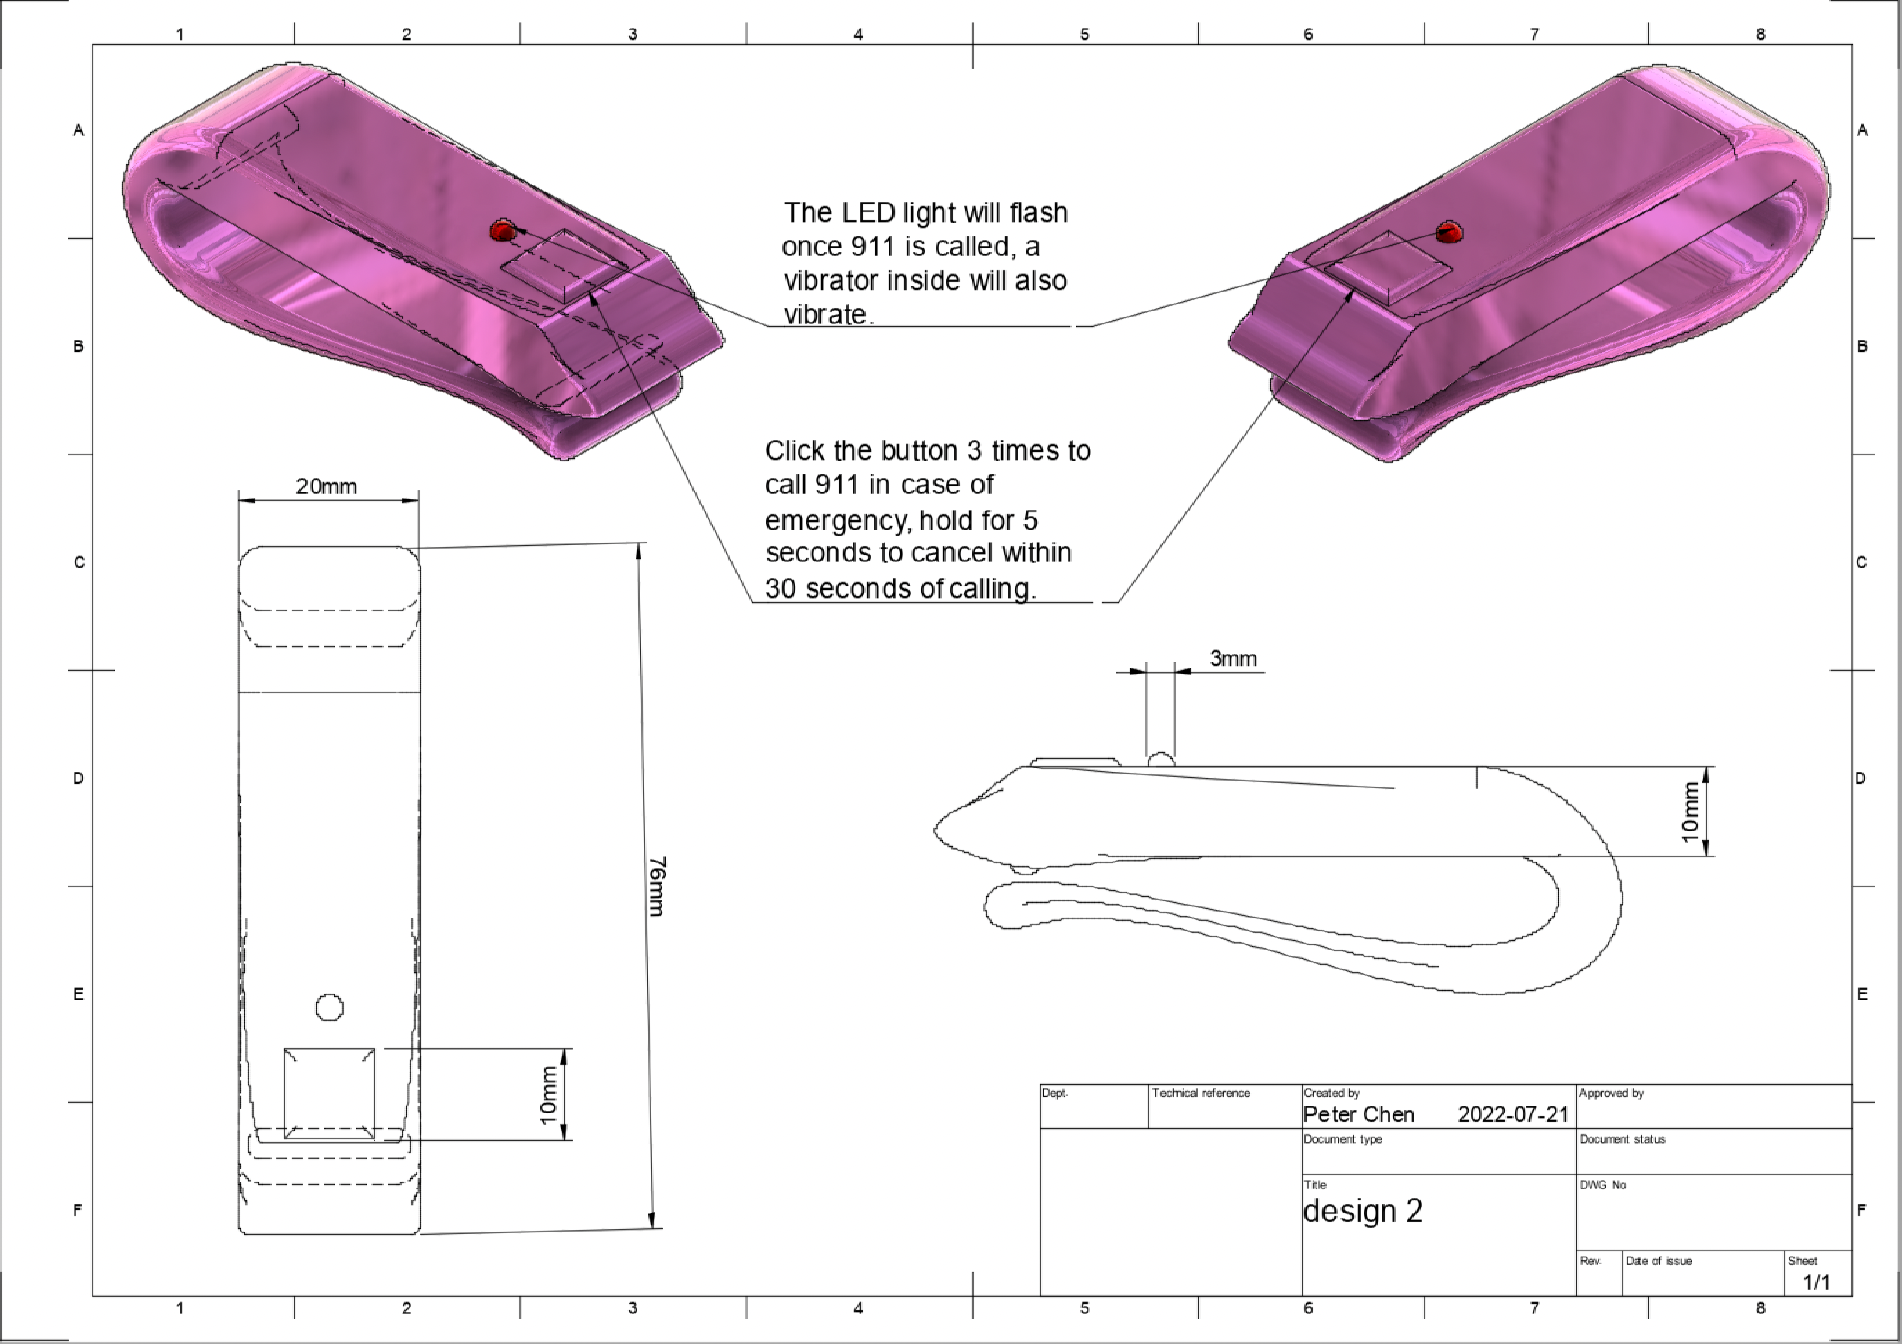 1 2 3 4 5 6 7 8
A A
The LED light will flash
once 911 is called, a
vibrator inside will also
vibrate.
B B
Click the button 3 times to
call 911 in case of
emergency, hold for 5
seconds to cancel within
30 seconds of calling.
20mm
C C
3mm
D D
10mm
76mm
E E
10mm
Dept.
Technical reference
Created by
Peter Chen 2022-07-21
Approved by
Document type
Document status
Title
design 2
DWG No
F F
Rev.
Date of issue
Sheet
1/1
1 2 3 4 5 6 7 8